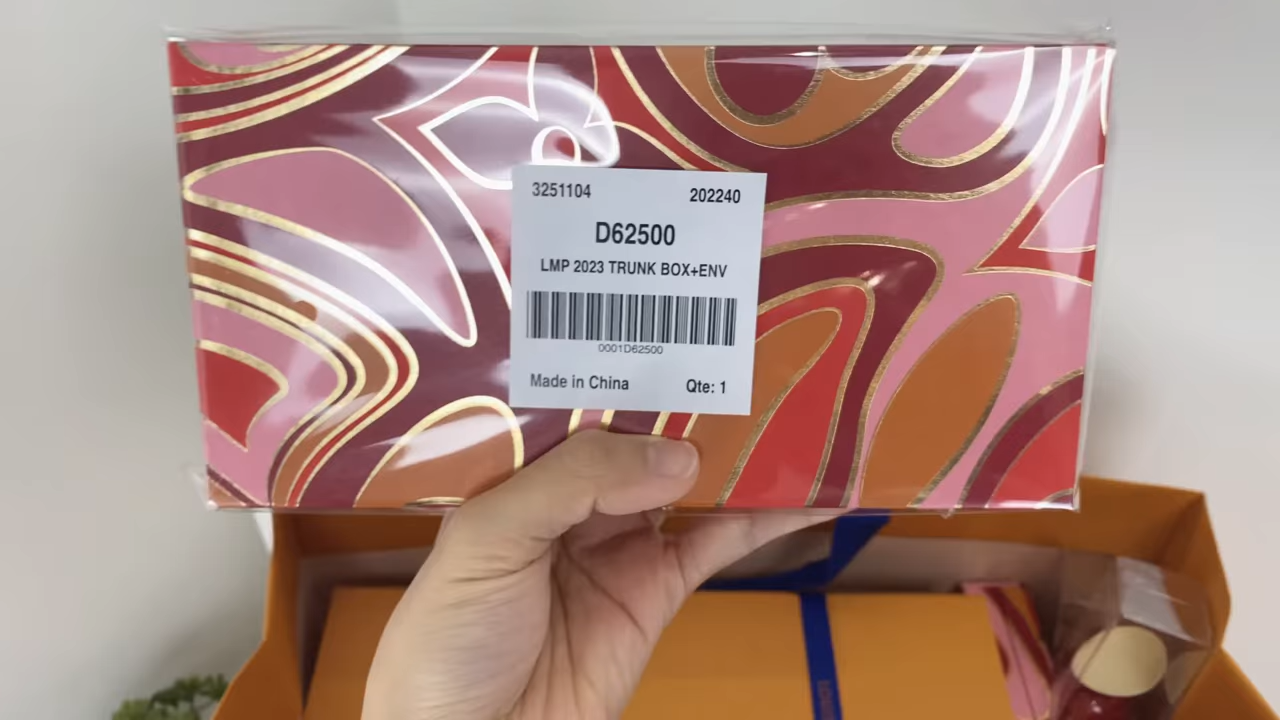 3251104 202240
D62500
LMP 2023 TRUNK BOX+ENV
0001D62500
Made in China Qte: 1